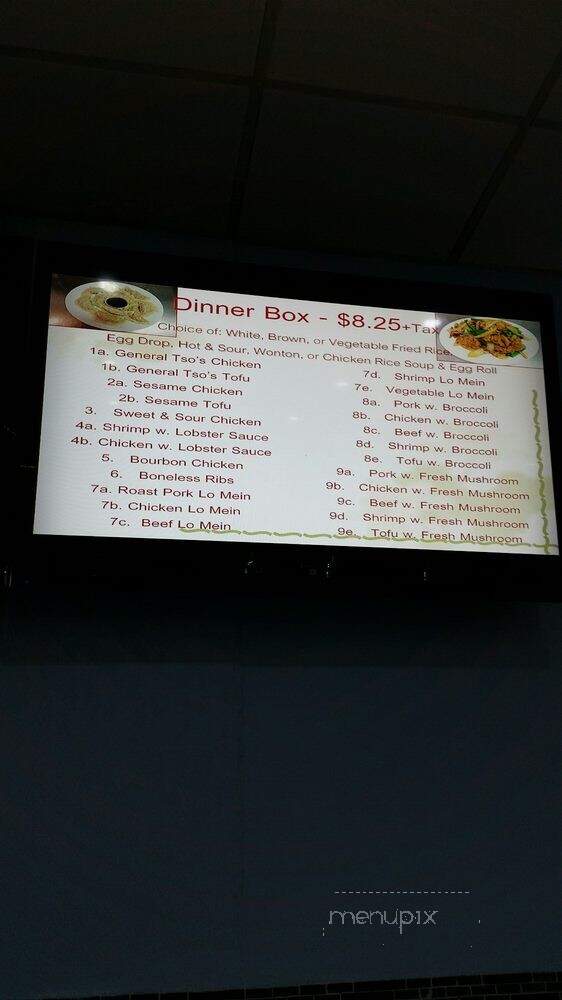 Dinner Box - $8.25+Tax
Choice of: White, Brown, or Vegetable Fried Rice
Egg Drop, Hot & Sour, Wonton, or Chicken Rice Soup & Egg Roll
1a. General Tso's Chicken
1b. General Tso's Tofu
2a. Sesame Chicken
2b. Sesame Tofu
3. Sweet & Sour Chicken
4a. Shrimp w. Lobster Sauce
4b. Chicken w. Lobster Sauce
5. Bourbon Chicken
6. Boneless Ribs
7a. Roast Pork Lo Mein
7b. Chicken Lo Mein
7c. Beef Lo Mein
7d. Shrimp Lo Mein
7e. Vegetable Lo Mein
8a. Pork w. Broccoli
8b. Chicken w. Broccoli
8c. Beef w. Broccoli
8d. Shrimp w. Broccoli
8e. Tofu w. Broccoli
9a. Pork w. Fresh Mushroom
9b. Chicken w. Fresh Mushroom
9c. Beef w. Fresh Mushroom
9d. Shrimp w. Fresh Mushroom
9e. Tofu w. Fresh Mushroom
menupix